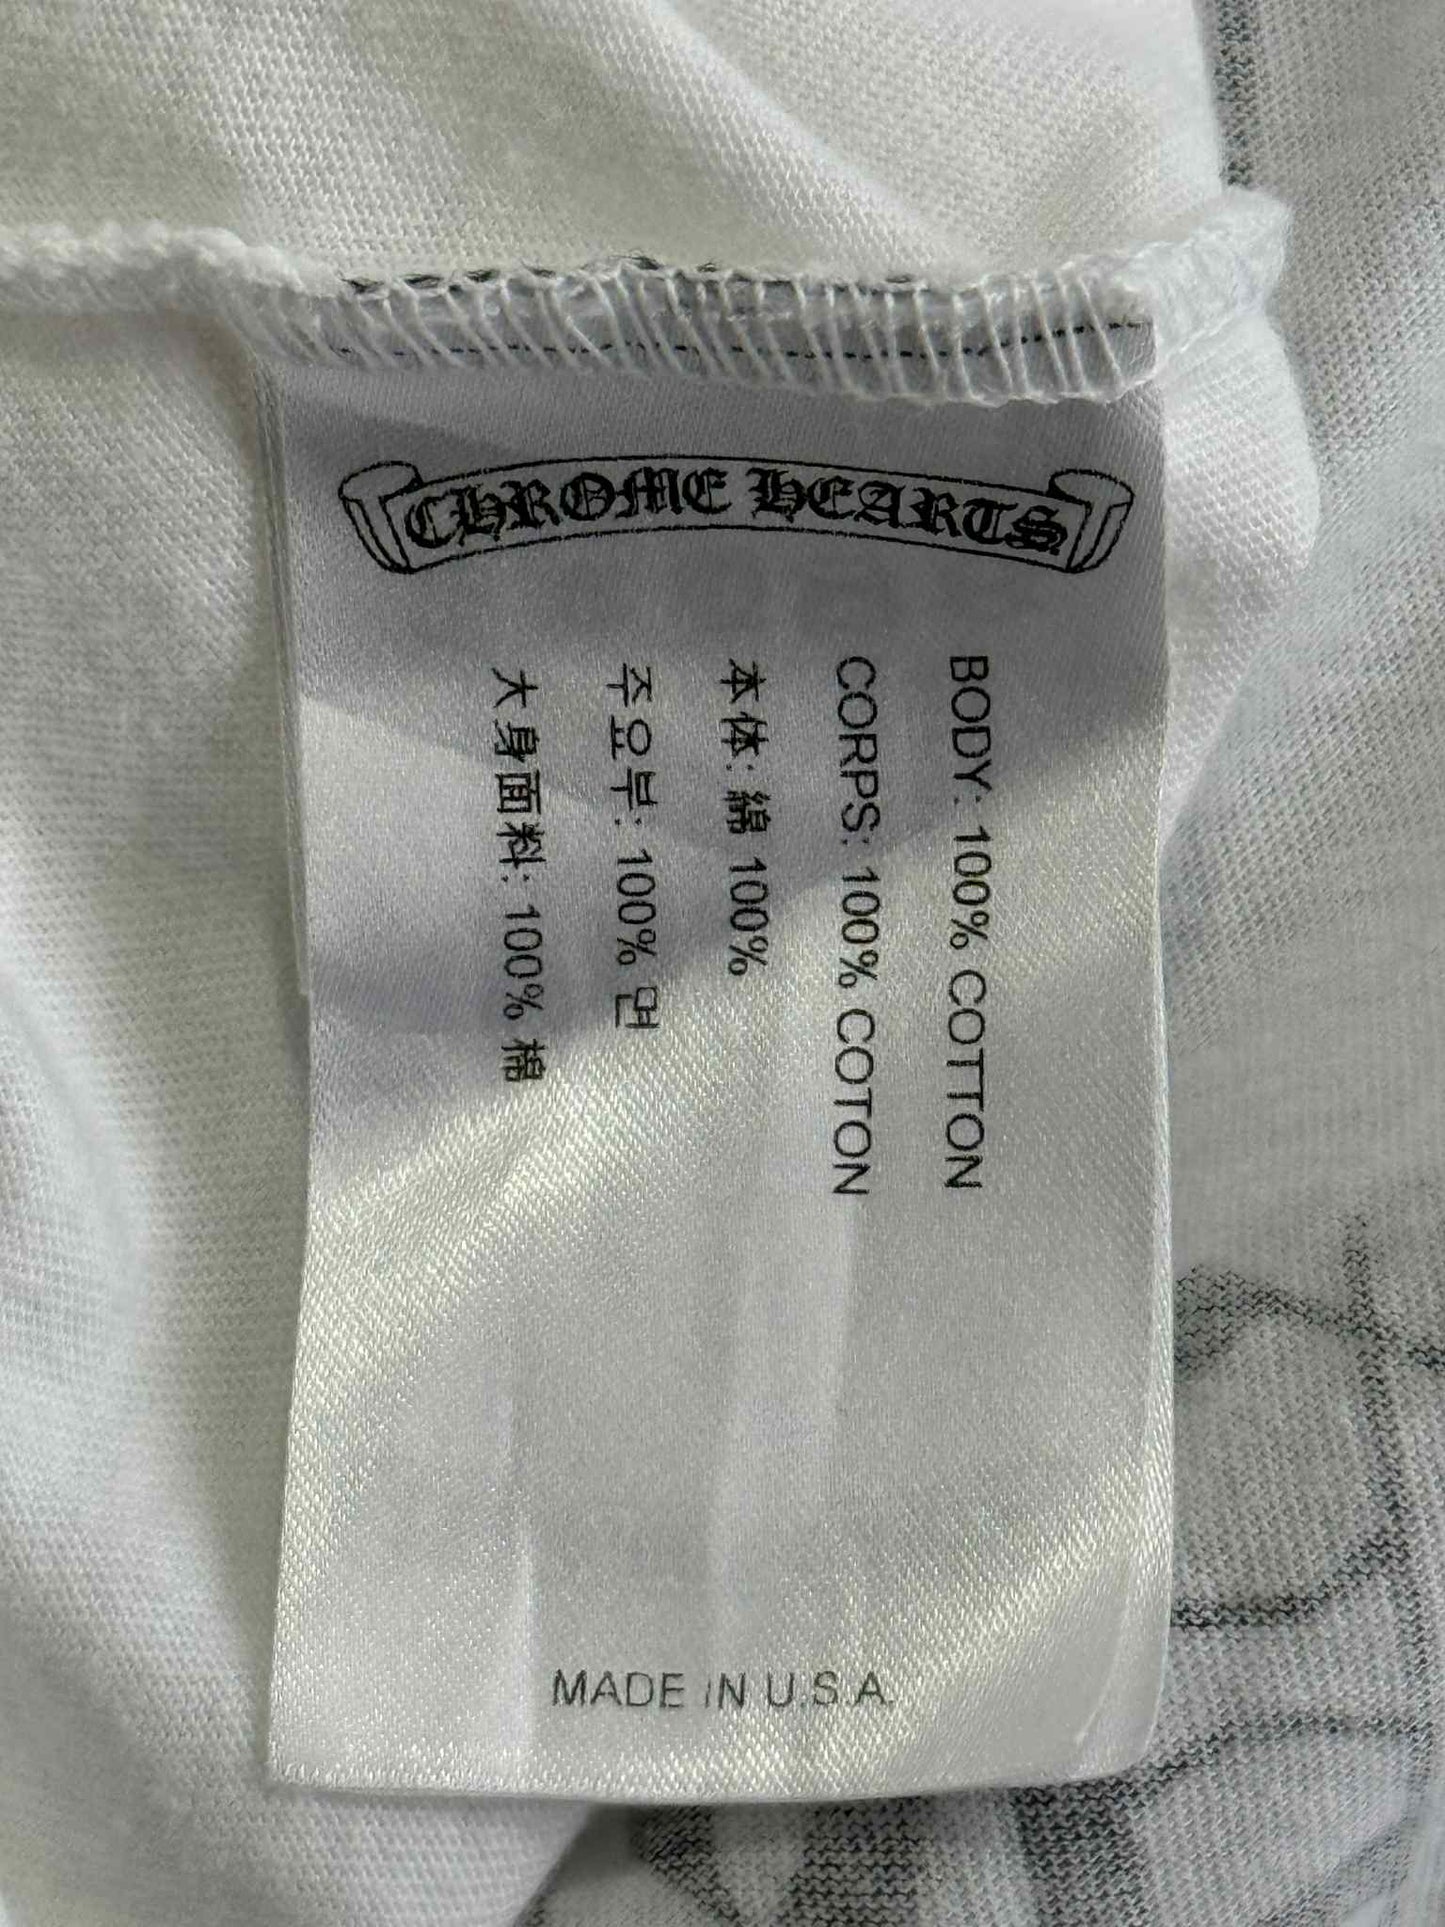 CHROME HEARTS
BODY: 100% COTTON
CORPS: 100% COTON
本体: 綿 100%
주요부: 100% 면
大身面料: 100% 棉
MADE IN U.S.A.